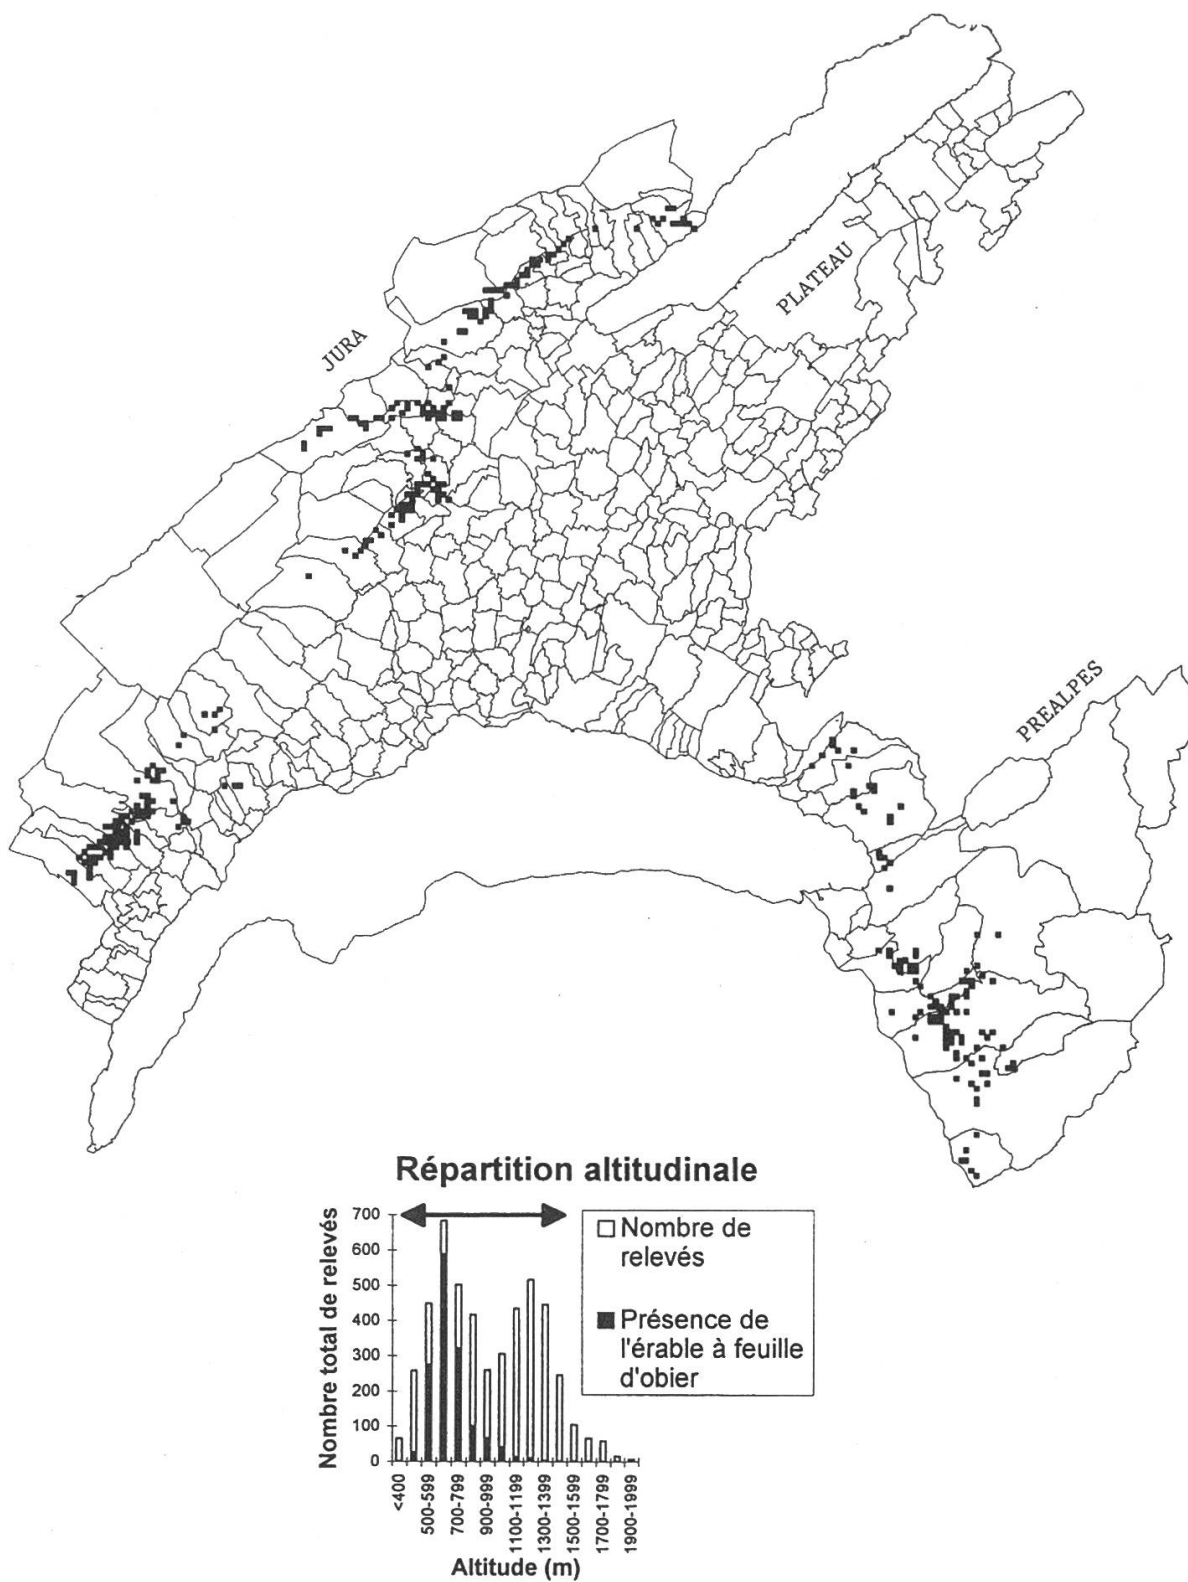 JURA
PLATEAU
PREALPES
Répartition altitudinale
Nombre total de relevés
700
600
500
400
300
200
100
0
<400
500-599
700-799
900-999
1100-1199
1300-1399
1500-1599
1700-1799
1900-1999
Altitude (m)
Nombre de
relevés
Présence de
l'érable à feuille
d'obier